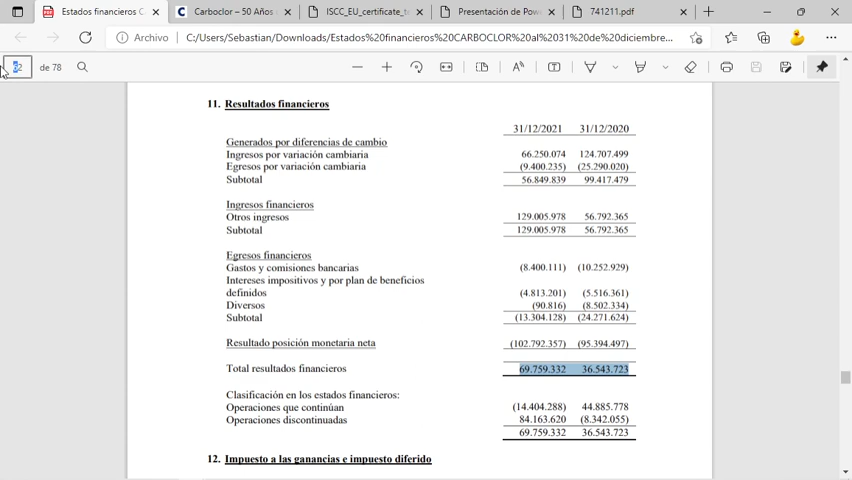 Estados financieros C
Carboclor – 50 Años d
ISCC_EU_certificate_te
Presentación de Powe
741211.pdf
Archivo
C:/Users/Sebastian/Downloads/Estados%20financieros%20CARBOCLOR%20al%2031%20de%20diciembre...
de 78
11. Resultados financieros
31/12/2021 31/12/2020
Generados por diferencias de cambio
Ingresos por variación cambiaria 66.250.074 124.707.499
Egresos por variación cambiaria (9.400.235) (25.290.020)
Subtotal 56.849.839 99.417.479
Ingresos financieros
Otros ingresos 129.005.978 56.792.365
Subtotal 129.005.978 56.792.365
Egresos financieros
Gastos y comisiones bancarias (8.400.111) (10.252.929)
Intereses impositivos y por plan de beneficios
definidos (4.813.201) (5.516.361)
Diversos (90.816) (8.502.334)
Subtotal (13.304.128) (24.271.624)
Resultado posición monetaria neta (102.792.357) (95.394.497)
Total resultados financieros 69.759.332 36.543.723
Clasificación en los estados financieros:
Operaciones que continúan (14.404.288) 44.885.778
Operaciones discontinuadas 84.163.620 (8.342.055)
69.759.332 36.543.723
12. Impuesto a las ganancias e impuesto diferido